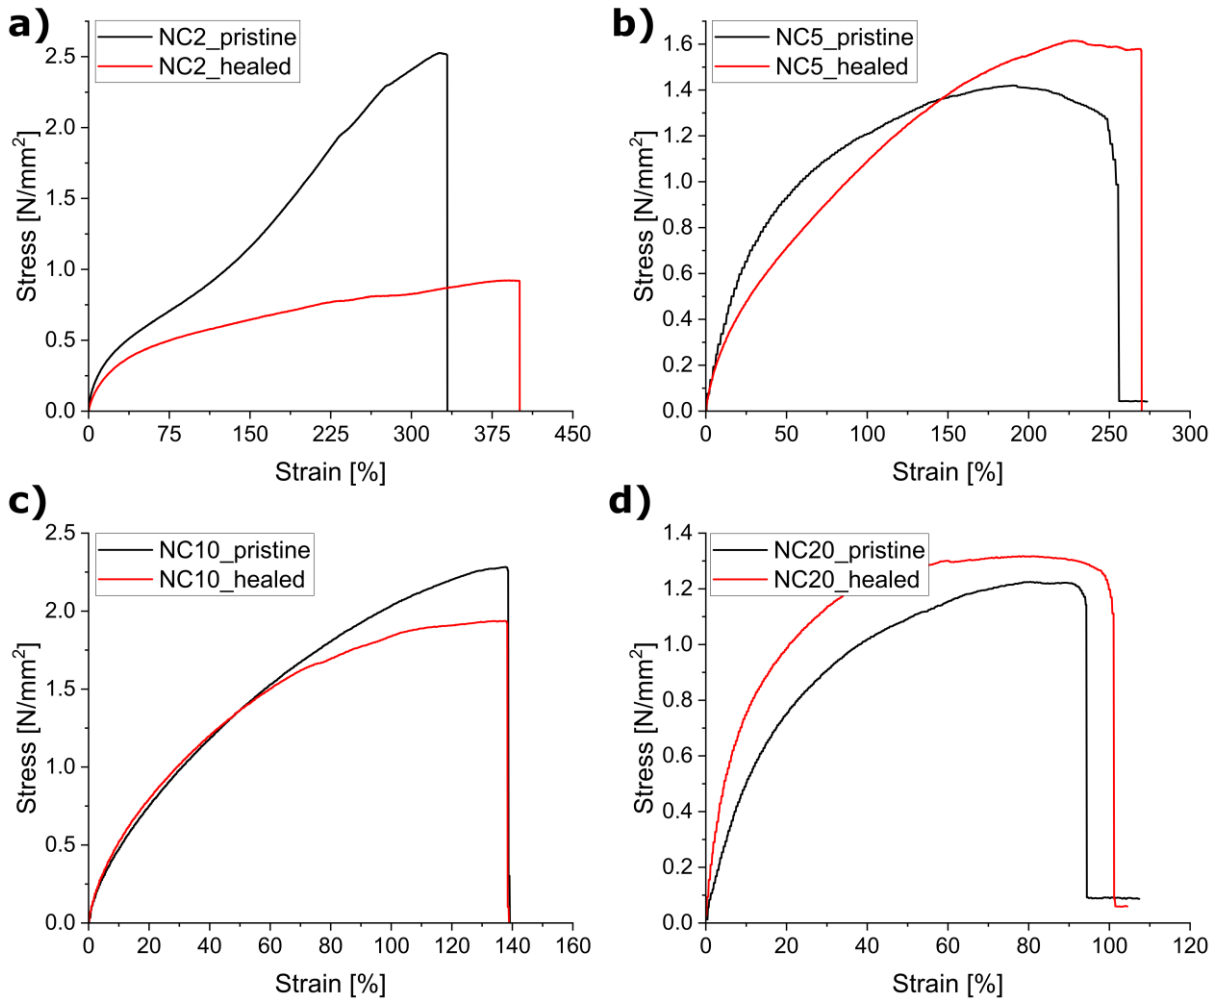 a)
NC2_pristine
NC2_healed
2.5
2.0
1.5
1.0
0.5
0.0
Stress [N/mm²]
0 75 150 225 300 375 450
Strain [%]
b)
NC5_pristine
NC5_healed
1.6
1.4
1.2
1.0
0.8
0.6
0.4
0.2
0.0
Stress [N/mm²]
0 50 100 150 200 250 300
Strain [%]
c)
NC10_pristine
NC10_healed
2.5
2.0
1.5
1.0
0.5
0.0
Stress [N/mm²]
0 20 40 60 80 100 120 140 160
Strain [%]
d)
NC20_pristine
NC20_healed
1.4
1.2
1.0
0.8
0.6
0.4
0.2
0.0
Stress [N/mm²]
0 20 40 60 80 100 120
Strain [%]